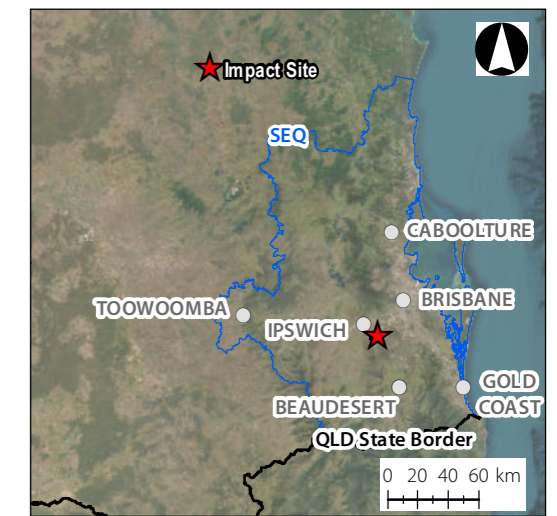 Impact Site
SEQ
CABOOLTURE
TOOWOOMBA
BRISBANE
IPSWICH
BEAUDESERT
GOLD
COAST
QLD State Border
0 20 40 60 km